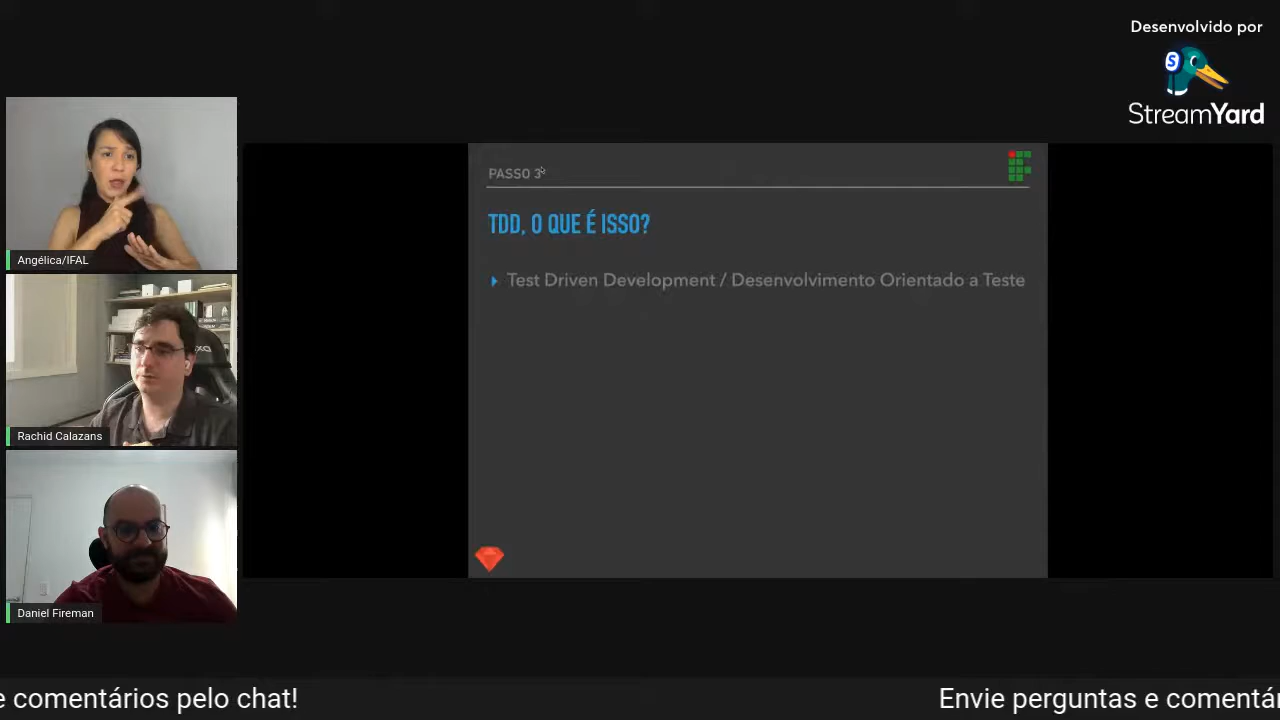 Desenvolvido por
StreamYard
Angélica/IFAL
Rachid Calazans
Daniel Fireman
PASSO 3
TDD, O QUE É ISSO?
Test Driven Development / Desenvolvimento Orientado a Teste
e comentários pelo chat!
Envie perguntas e comentár